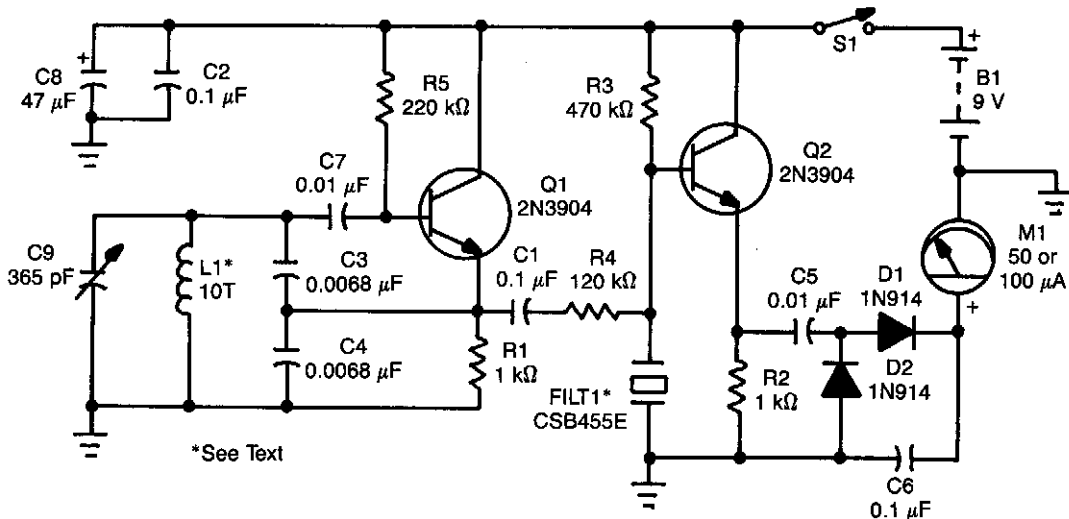 C8
47 µF
+
C2
0.1 µF
R5
220 kΩ
R3
470 kΩ
S1
+
B1
9 V
C7
0.01 µF
Q1
2N3904
Q2
2N3904
C9
365 pF
L1*
10T
C3
0.0068 µF
C1
0.1 µF
R4
120 kΩ
C5
0.01 µF
D1
1N914
M1
50 or
100 µA
+
C4
0.0068 µF
R1
1 kΩ
FILT1*
CSB455E
R2
1 kΩ
D2
1N914
*See Text
C6
0.1 µF